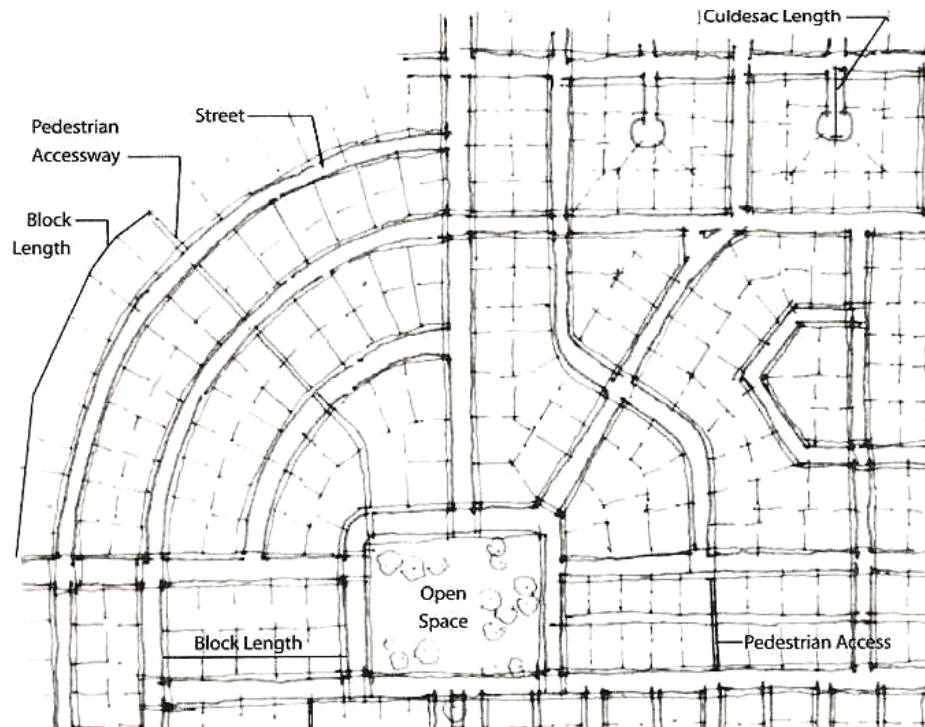 Culdesac Length
Street
Pedestrian
Accessway
Block
Length
Open
Space
Block Length
Pedestrian Access